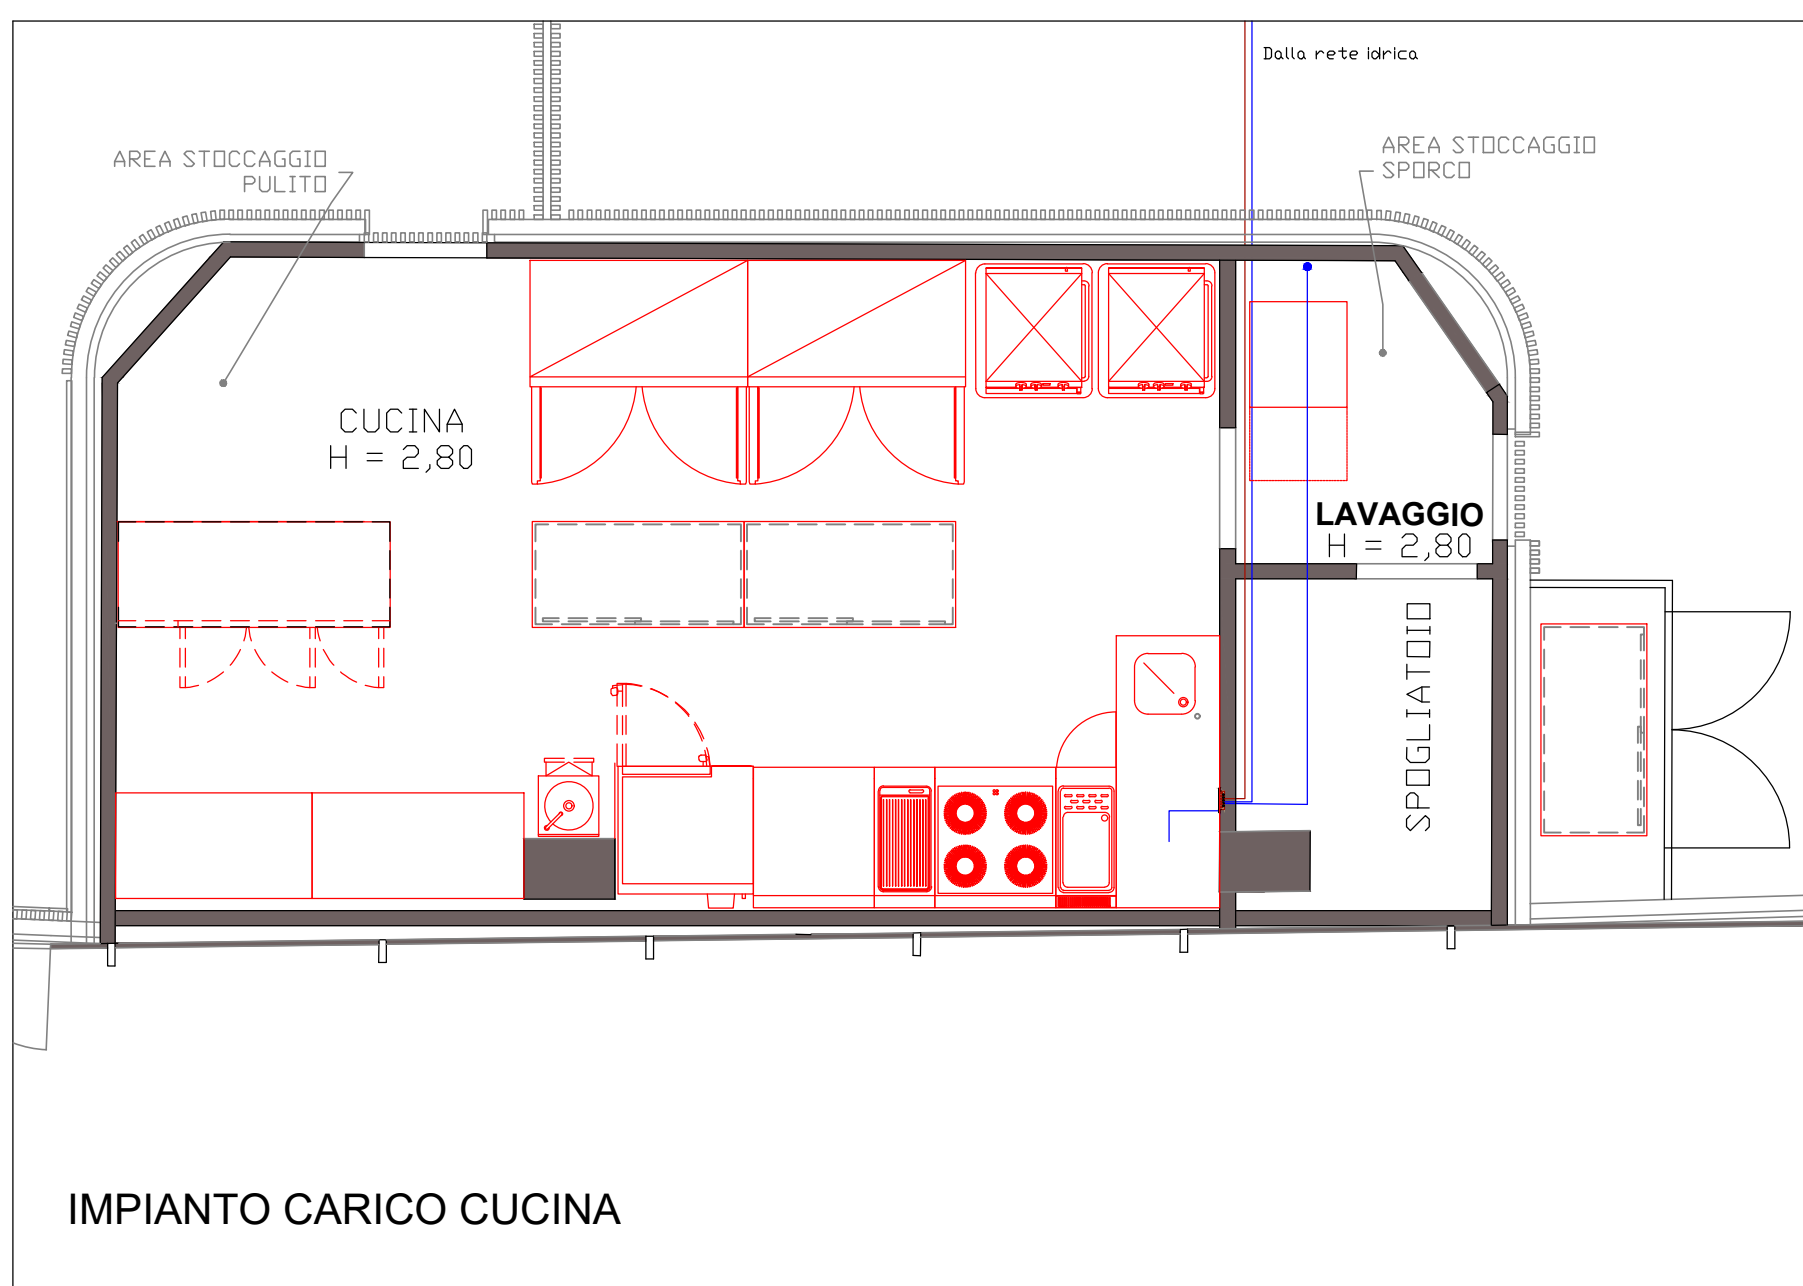 Dalla rete idrica
AREA STOCCAGGIO
PULITO
AREA STOCCAGGIO
SPORCO
CUCINA
H = 2,80
LAVAGGIO
H = 2,80
SPOGLIATOIO
IMPIANTO CARICO CUCINA